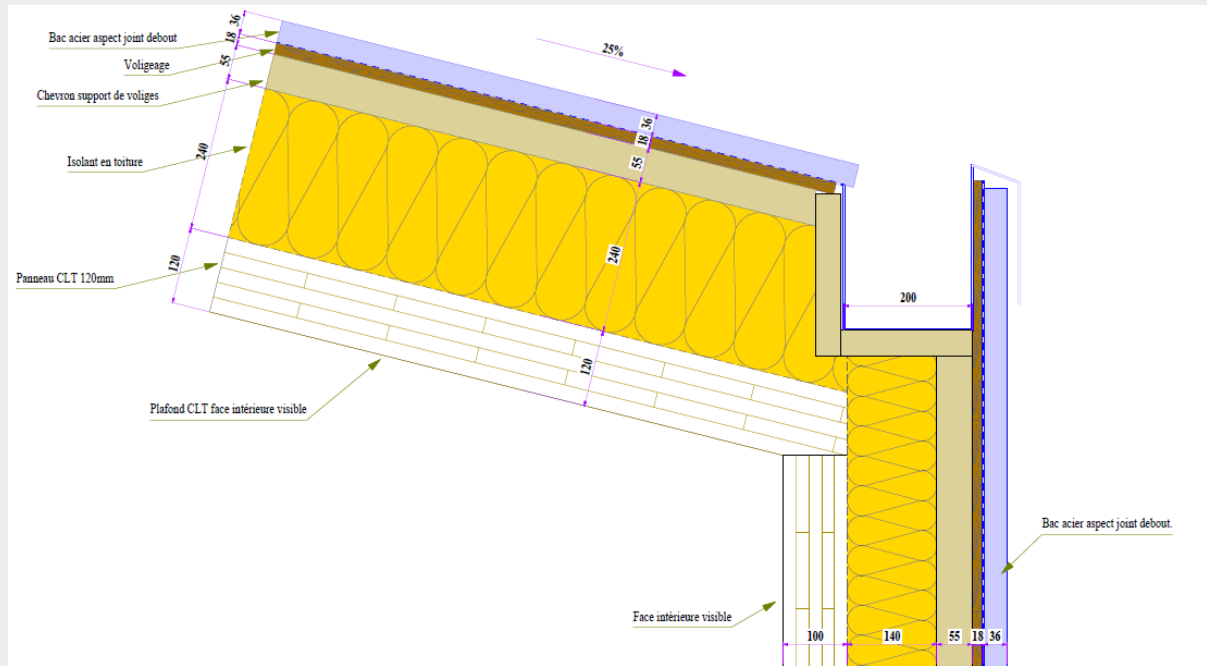 36
18
55
240
120
Bac acier aspect joint debout
Voligeage
Chevron support de voliges
Isolant en toiture
Panneau CLT 120mm
25%
36
18
55
240
120
200
Plafond CLT face intérieure visible
Bac acier aspect joint debout.
Face intèrieure visible
100
140
55
18
36